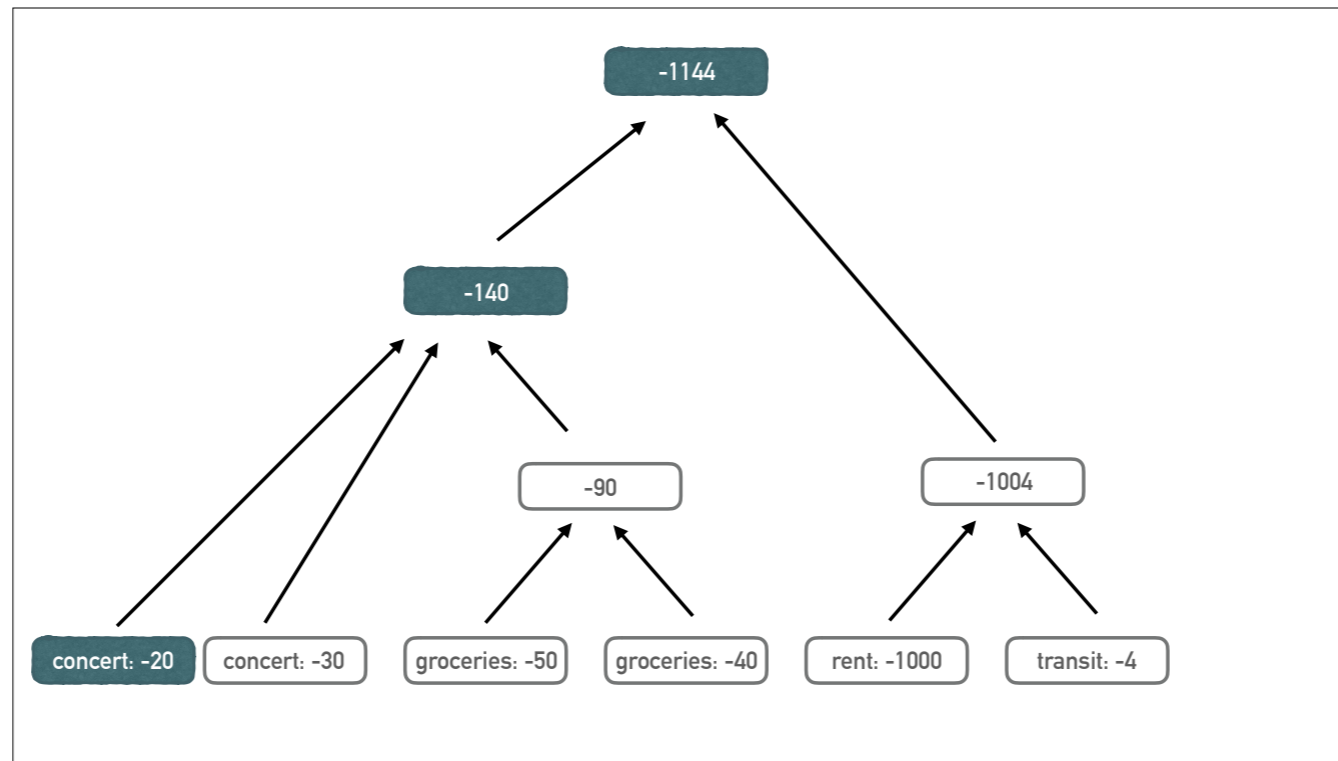 -1144
-140
-90
-1004
concert: -20
concert: -30
groceries: -50
groceries: -40
rent: -1000
transit: -4